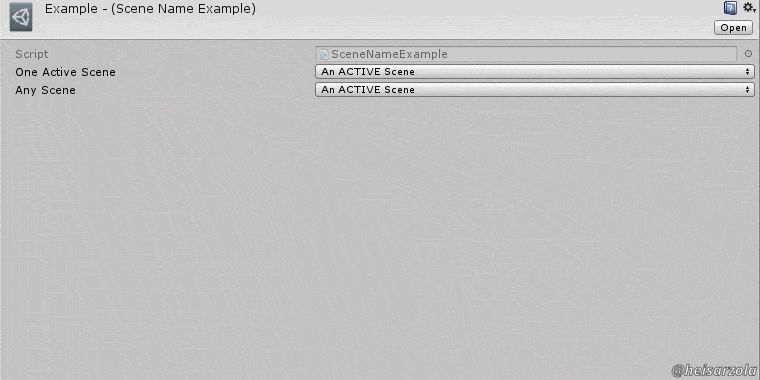 Example - (Scene Name Example)
Open
Script SceneNameExample
One Active Scene An ACTIVE Scene
Any Scene An ACTIVE Scene
@heisarzola